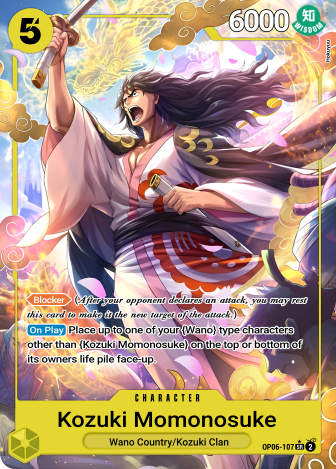 5
6000
知
WISDOM
Blocker (After your opponent declares an attack, you may rest
this card to make it the new target of the attack.)
On Play Place up to one of your {Wano} type characters
other than {Kozuki Momonosuke} on the top or bottom of
its owners life pile face-up.
CHARACTER
Kozuki Momonosuke
Wano Country/Kozuki Clan
OP06-107 SR 2